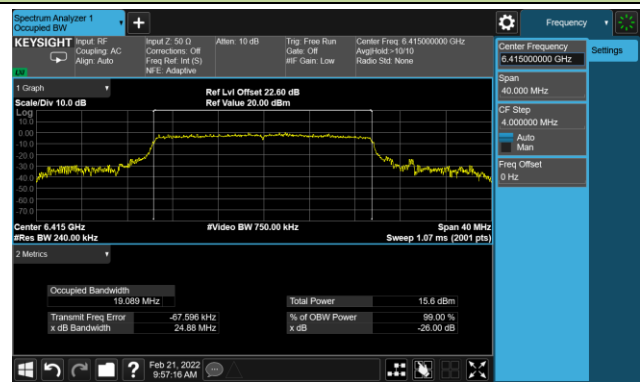 Spectrum Analyzer 1
Occupied BW
+
Frequency
KEYSIGHT
Input: RF
Coupling: AC
Align: Auto
Input Z: 50 Ω
Corrections: Off
Freq Ref: Int (S)
NFE: Adaptive
Atten: 10 dB
Trig: Free Run
Gate: Off
#IF Gain: Low
Center Freq: 6.415000000 GHz
Avg|Hold:>10/10
Radio Std: None
Center Frequency
6.415000000 GHz
Settings
Span
40.000 MHz
CF Step
4.000000 MHz
Auto
Man
Freq Offset
0 Hz
1 Graph
Scale/Div 10.0 dB
Ref Lvl Offset 22.60 dB
Ref Value 20.00 dBm
Log
10.0
0.00
-10.0
-20.0
-30.0
-40.0
-50.0
-60.0
-70.0
Center 6.415 GHz
#Res BW 240.00 kHz
#Video BW 750.00 kHz
Span 40 MHz
Sweep 1.07 ms (2001 pts)
2 Metrics
Occupied Bandwidth
19.089 MHz
Total Power 15.6 dBm
Transmit Freq Error -67.596 kHz
% of OBW Power 99.00 %
x dB Bandwidth 24.88 MHz
x dB -26.00 dB
?
Feb 21, 2022
9:57:16 AM